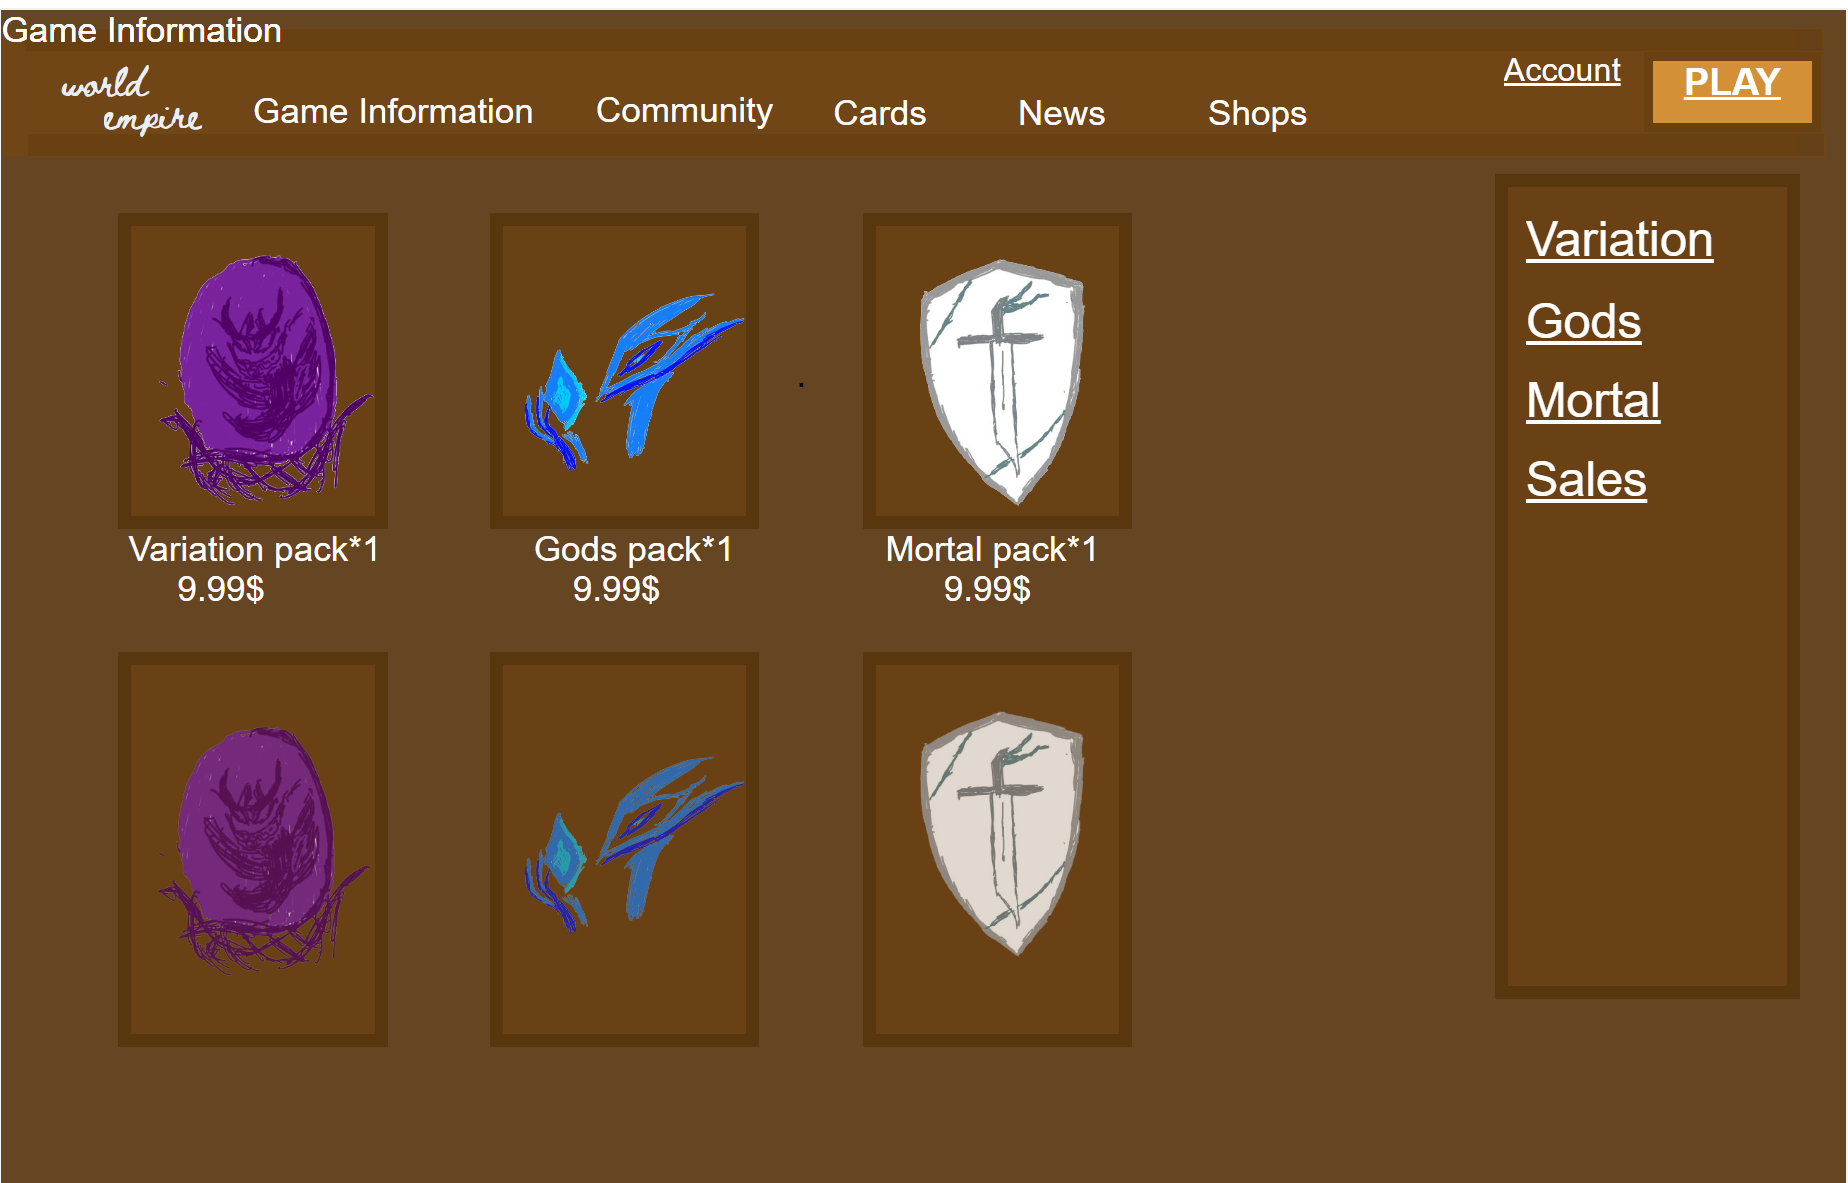 Game Information
world
empire
Game Information
Community
Cards
News
Shops
Account
PLAY
Variation
Gods
Mortal
Sales
Variation pack*1
9.99$
Gods pack*1
9.99$
Mortal pack*1
9.99$